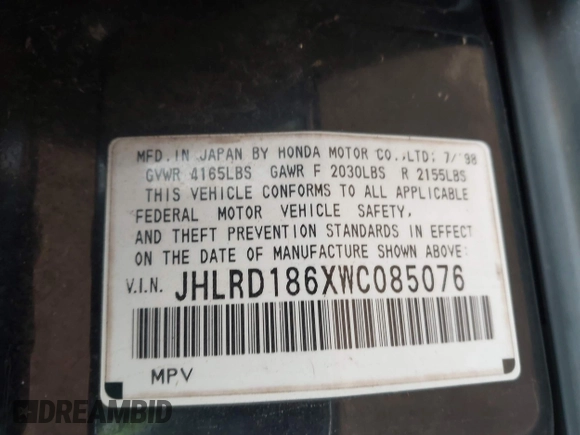 MFD. IN JAPAN BY HONDA MOTOR CO.,LTD: 7/'98
GVWR 4165LBS GAWR F 2030LBS R 2155LBS
THIS VEHICLE CONFORMS TO ALL APPLICABLE
FEDERAL MOTOR VEHICLE SAFETY,
AND THEFT PREVENTION STANDARDS IN EFFECT
ON THE DATE OF MANUFACTURE SHOWN ABOVE:
V.I.N. JHLRD186XWC085076
MPV
DREAMBID